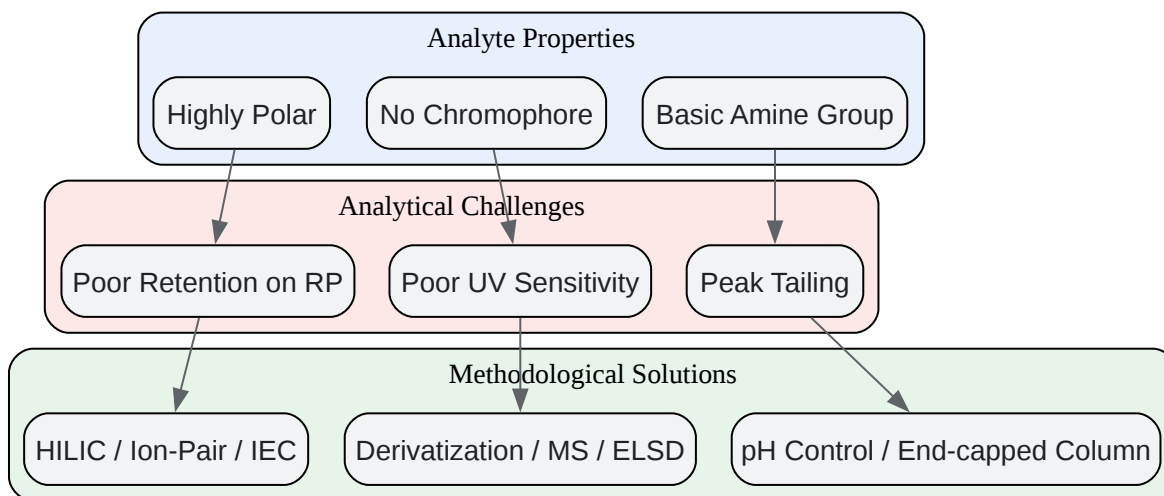 Analyte Properties
Highly Polar
No Chromophore
Basic Amine Group
Analytical Challenges
Poor Retention on RP
Poor UV Sensitivity
Peak Tailing
Methodological Solutions
HILIC / Ion-Pair / IEC
Derivatization / MS / ELSD
pH Control / End-capped Column